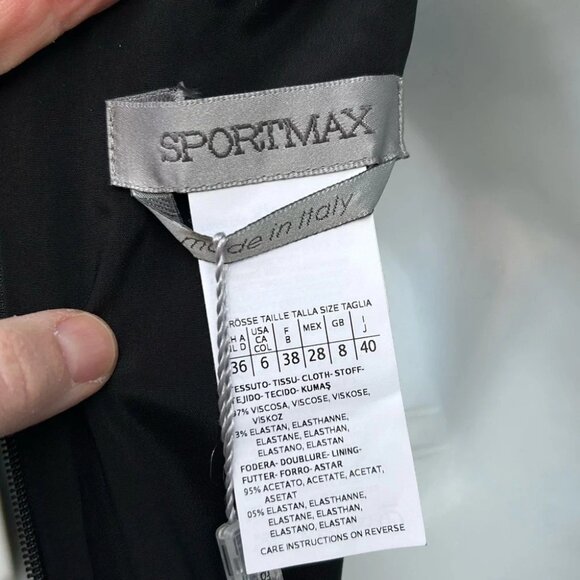 SPORTMAX
made in Italy
RÖSSE TAILLE TALLA SIZE TAGLIA
USA F MEX GB I
CA B J
COL
36 6 38 28 8 40
ESSUTO- TISSU- CLOTH- STOFF-
EJIDO- TECIDO- KUMAŞ
97% VISCOSA, VISCOSE, VISKOSE,
VISKOZ
3% ELASTAN, ELASTHANNE,
ELASTANE, ELASTHAN,
ELASTANO, ELASTAN
FODERA- DOUBLURE- LINING-
FUTTER- FORRO- ASTAR
95% ACETATO, ACETATE, ACETAT,
ASETAT
05% ELASTAN, ELASTHANNE,
ELASTANE, ELASTHAN,
ELASTANO, ELASTAN
CARE INSTRUCTIONS ON REVERSE